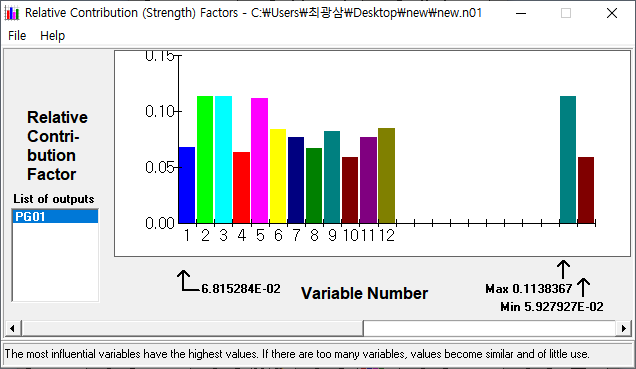 Relative Contribution (Strength) Factors - C:₩Users₩최광삼₩Desktop₩new₩new.n01
File Help
Relative
Contri-
bution
Factor
List of outputs
PG01
0.15
0.10
0.05
0.00
1 2 3 4 5 6 7 8 9 10 11 12
6.815284E-02
Variable Number
Max 0.1138367
Min 5.927927E-02
The most influential variables have the highest values. If there are too many variables, values become similar and of little use.